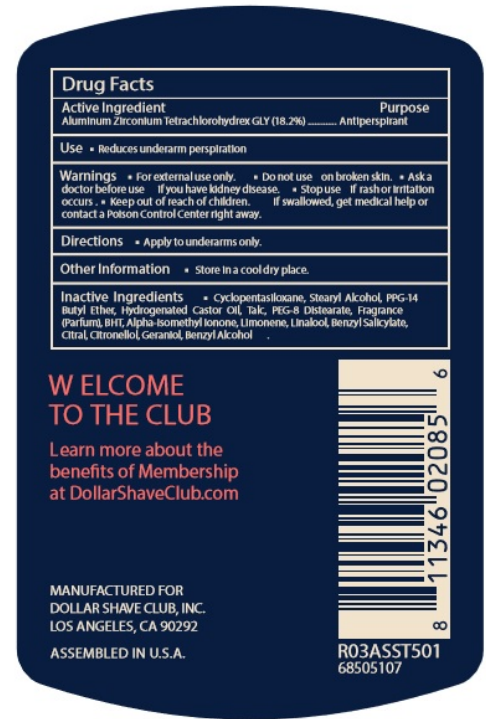 Drug Facts
Active Ingredient Purpose
Aluminum Zirconium Tetrachlorohydrex GLY (18.2%) ............ Antiperspirant
Use ▪ Reduces underarm perspiration
Warnings ▪ For external use only. ▪ Do not use on broken skin. ▪ Ask a
doctor before use if you have kidney disease. ▪ Stop use if rash or irritation
occurs . ▪ Keep out of reach of children. If swallowed, get medical help or
contact a Poison Control Center right away.
Directions ▪ Apply to underarms only.
Other Information ▪ Store in a cool dry place.
Inactive Ingredients ▪ Cyclopentasiloxane, Stearyl Alcohol, PPG-14
Butyl Ether, Hydrogenated Castor Oil, Talc, PEG-8 Distearate, Fragrance
(Parfum), BHT, Alpha-Isomethyl Ionone, Limonene, Linalool, Benzyl Salicylate,
Citral, Citronellol, Geraniol, Benzyl Alcohol .
W ELCOME
TO THE CLUB
Learn more about the
benefits of Membership
at DollarShaveClub.com
8 11346 02085 6
MANUFACTURED FOR
DOLLAR SHAVE CLUB, INC.
LOS ANGELES, CA 90292
ASSEMBLED IN U.S.A.
R03ASST501
68505107